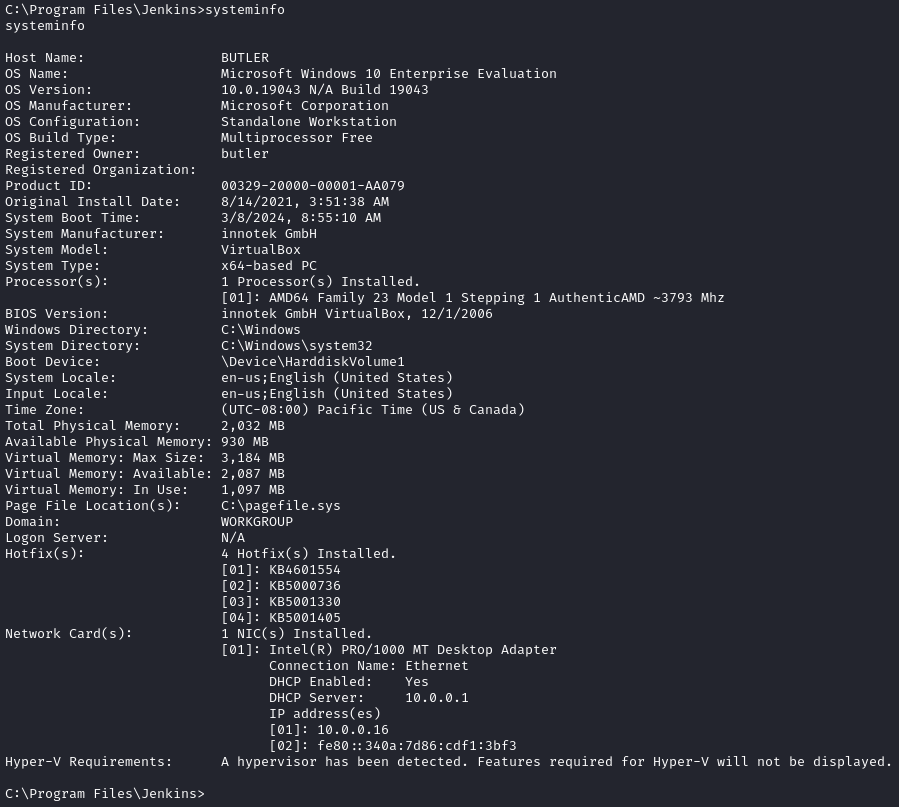 C:\Program Files\Jenkins>systeminfo
systeminfo

Host Name:                 BUTLER
OS Name:                   Microsoft Windows 10 Enterprise Evaluation
OS Version:                10.0.19043 N/A Build 19043
OS Manufacturer:           Microsoft Corporation
OS Configuration:          Standalone Workstation
OS Build Type:             Multiprocessor Free
Registered Owner:          butler
Registered Organization:
Product ID:                00329-20000-00001-AA079
Original Install Date:     8/14/2021, 3:51:38 AM
System Boot Time:          3/8/2024, 8:55:10 AM
System Manufacturer:       innotek GmbH
System Model:              VirtualBox
System Type:               x64-based PC
Processor(s):              1 Processor(s) Installed.
                           [01]: AMD64 Family 23 Model 1 Stepping 1 AuthenticAMD ~3793 Mhz
BIOS Version:              innotek GmbH VirtualBox, 12/1/2006
Windows Directory:         C:\Windows
System Directory:          C:\Windows\system32
Boot Device:               \Device\HarddiskVolume1
System Locale:             en-us;English (United States)
Input Locale:              en-us;English (United States)
Time Zone:                 (UTC-08:00) Pacific Time (US & Canada)
Total Physical Memory:     2,032 MB
Available Physical Memory: 930 MB
Virtual Memory: Max Size:  3,184 MB
Virtual Memory: Available: 2,087 MB
Virtual Memory: In Use:    1,097 MB
Page File Location(s):     C:\pagefile.sys
Domain:                    WORKGROUP
Logon Server:              N/A
Hotfix(s):                 4 Hotfix(s) Installed.
                           [01]: KB4601554
                           [02]: KB5000736
                           [03]: KB5001330
                           [04]: KB5001405
Network Card(s):           1 NIC(s) Installed.
                           [01]: Intel(R) PRO/1000 MT Desktop Adapter
                                 Connection Name: Ethernet
                                 DHCP Enabled:    Yes
                                 DHCP Server:     10.0.0.1
                                 IP address(es)
                                 [01]: 10.0.0.16
                                 [02]: fe80::340a:7d86:cdf1:3bf3
Hyper-V Requirements:      A hypervisor has been detected. Features required for Hyper-V will not be displayed.

C:\Program Files\Jenkins>